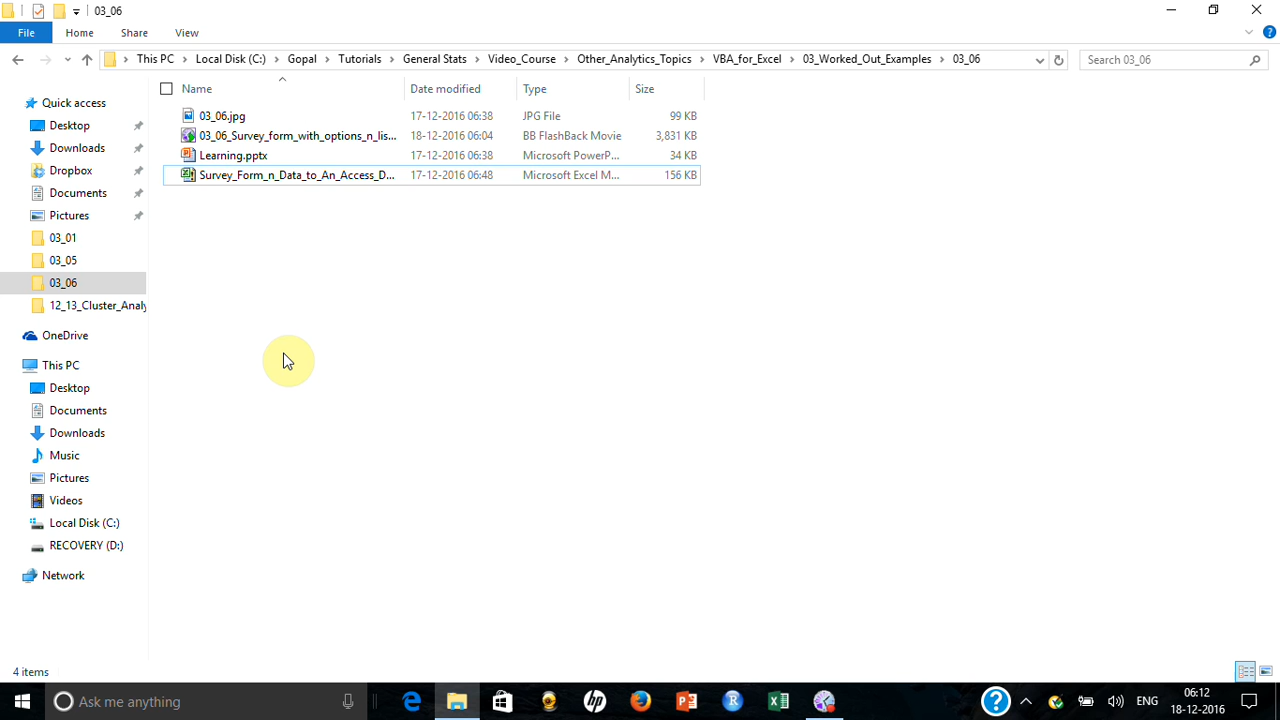 03_06
File Home Share View
This PC Local Disk (C:) Gopal Tutorials General Stats Video_Course Other_Analytics_Topics VBA_for_Excel 03_Worked_Out_Examples 03_06 Search 03_06
Name Date modified Type Size
03_06.jpg 17-12-2016 06:38 JPG File 99 KB
03_06_Survey_form_with_options_n_lis... 18-12-2016 06:04 BB FlashBack Movie 3,831 KB
Learning.pptx 17-12-2016 06:38 Microsoft PowerP... 34 KB
Survey_Form_n_Data_to_An_Access_D... 17-12-2016 06:48 Microsoft Excel M... 156 KB
Quick access
Desktop
Downloads
Dropbox
Documents
Pictures
03_01
03_05
03_06
12_13_Cluster_Analy
OneDrive
This PC
Desktop
Documents
Downloads
Music
Pictures
Videos
Local Disk (C:)
RECOVERY (D:)
Network
4 items
Ask me anything
ENG
06:12
18-12-2016